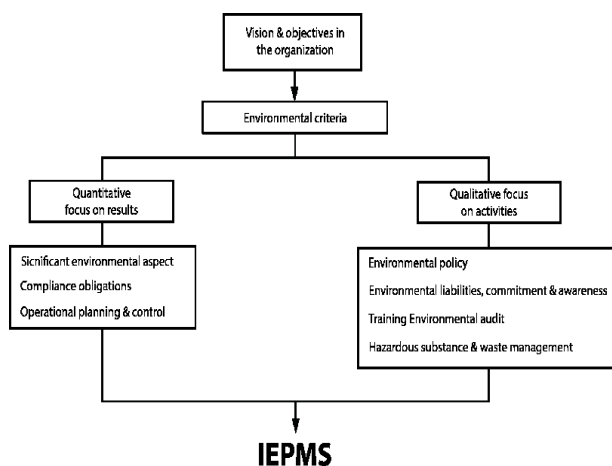 Vision & objectives in
the organization
Environmental criteria
Quantitative
focus on results
Qualitative focus
on activities
Sicnificant environmental aspect
Compliance obligations
Operational planning & control
Environmental policy
Environmental liabilities, commitment & awareness
Training Environmental audit
Hazardous substance & waste management
IEPMS